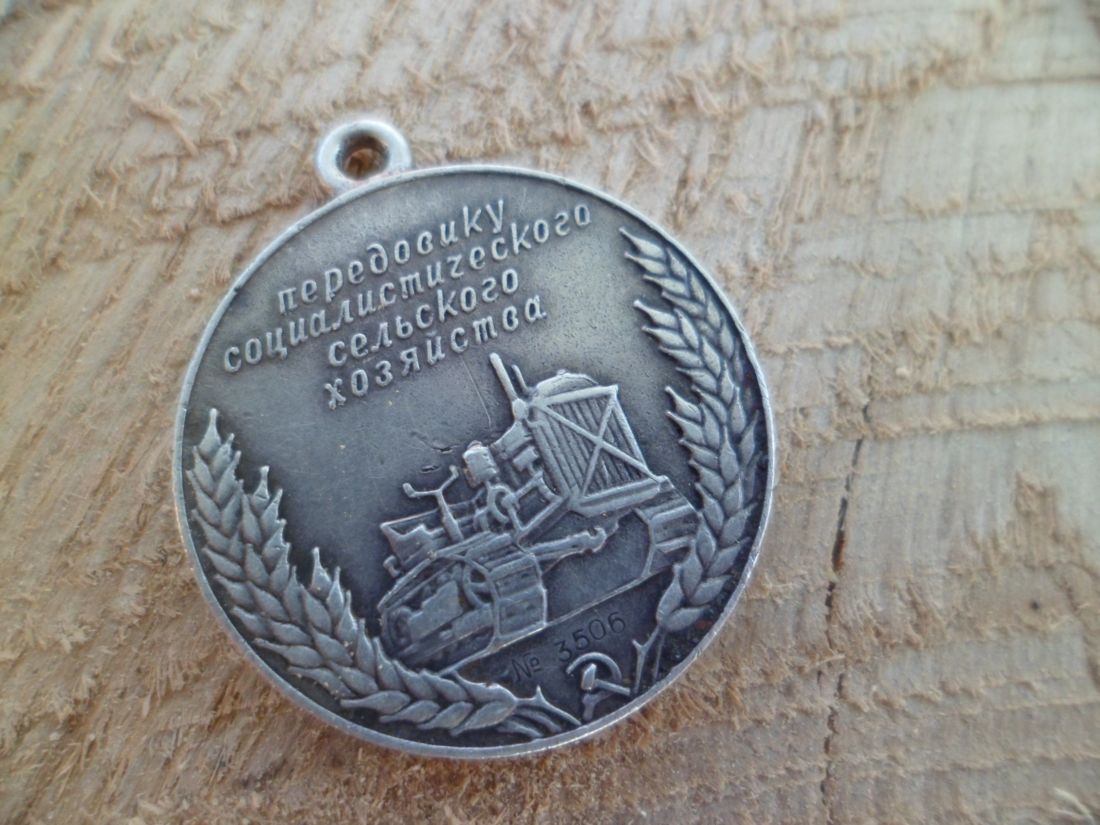 передовику
социалистического
сельского
хозяйства
№ 3506